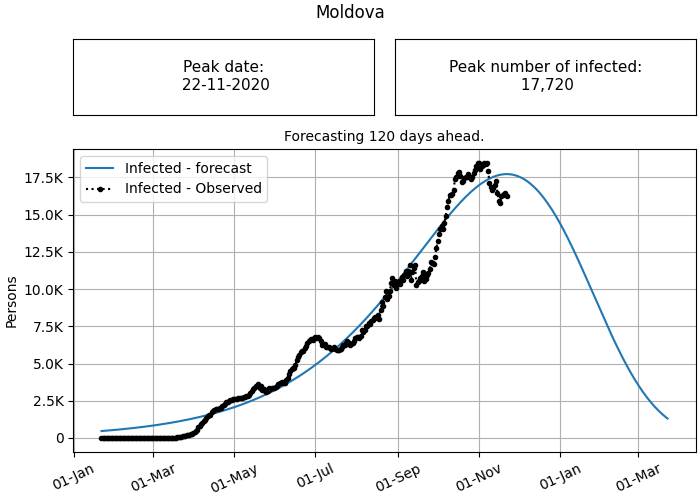 Moldova
Peak date:
22-11-2020
Peak number of infected:
17,720
Forecasting 120 days ahead.
Infected - forecast
Infected - Observed
17.5K
15.0K
12.5K
10.0K
7.5K
5.0K
2.5K
0
Persons
01-Jan
01-Mar
01-May
01-Jul
01-Sep
01-Nov
01-Jan
01-Mar